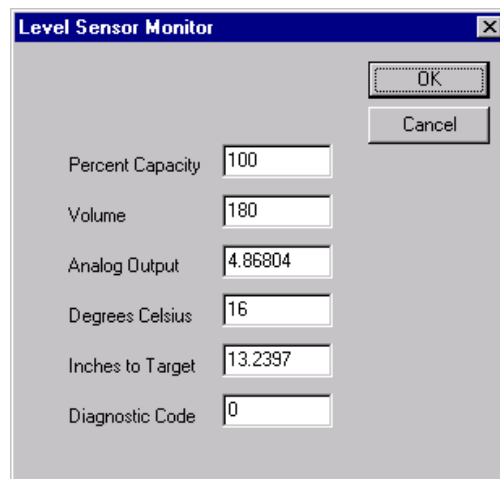 Level Sensor Monitor
OK
Cancel
Percent Capacity 100
Volume 180
Analog Output 4.86804
Degrees Celsius 16
Inches to Target 13.2397
Diagnostic Code 0